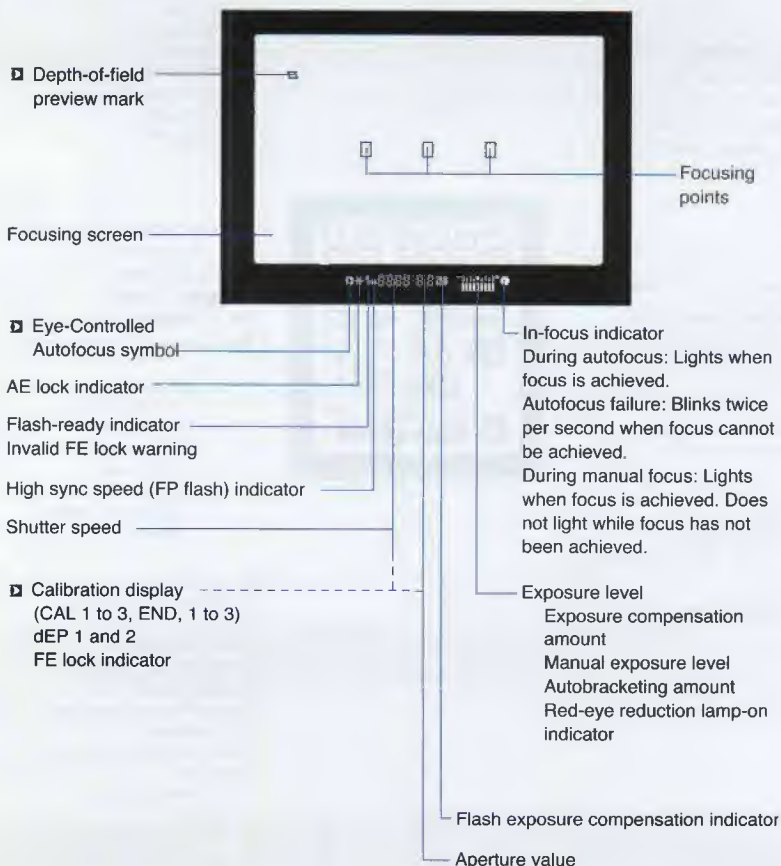 D Depth-of-field
preview mark
Focusing
points
Focusing screen
D Eye-Controlled
Autofocus symbol
AE lock indicator
Flash-ready indicator
Invalid FE lock warning
High sync speed (FP flash) indicator
Shutter speed
D Calibration display
(CAL 1 to 3, END, 1 to 3)
dEP 1 and 2
FE lock indicator
In-focus indicator
During autofocus: Lights when
focus is achieved.
Autofocus failure: Blinks twice
per second when focus cannot
be achieved.
During manual focus: Lights
when focus is achieved. Does
not light while focus has not
been achieved.
Exposure level
Exposure compensation
amount
Manual exposure level
Autobracketing amount
Red-eye reduction lamp-on
indicator
Flash exposure compensation indicator
Aperture value